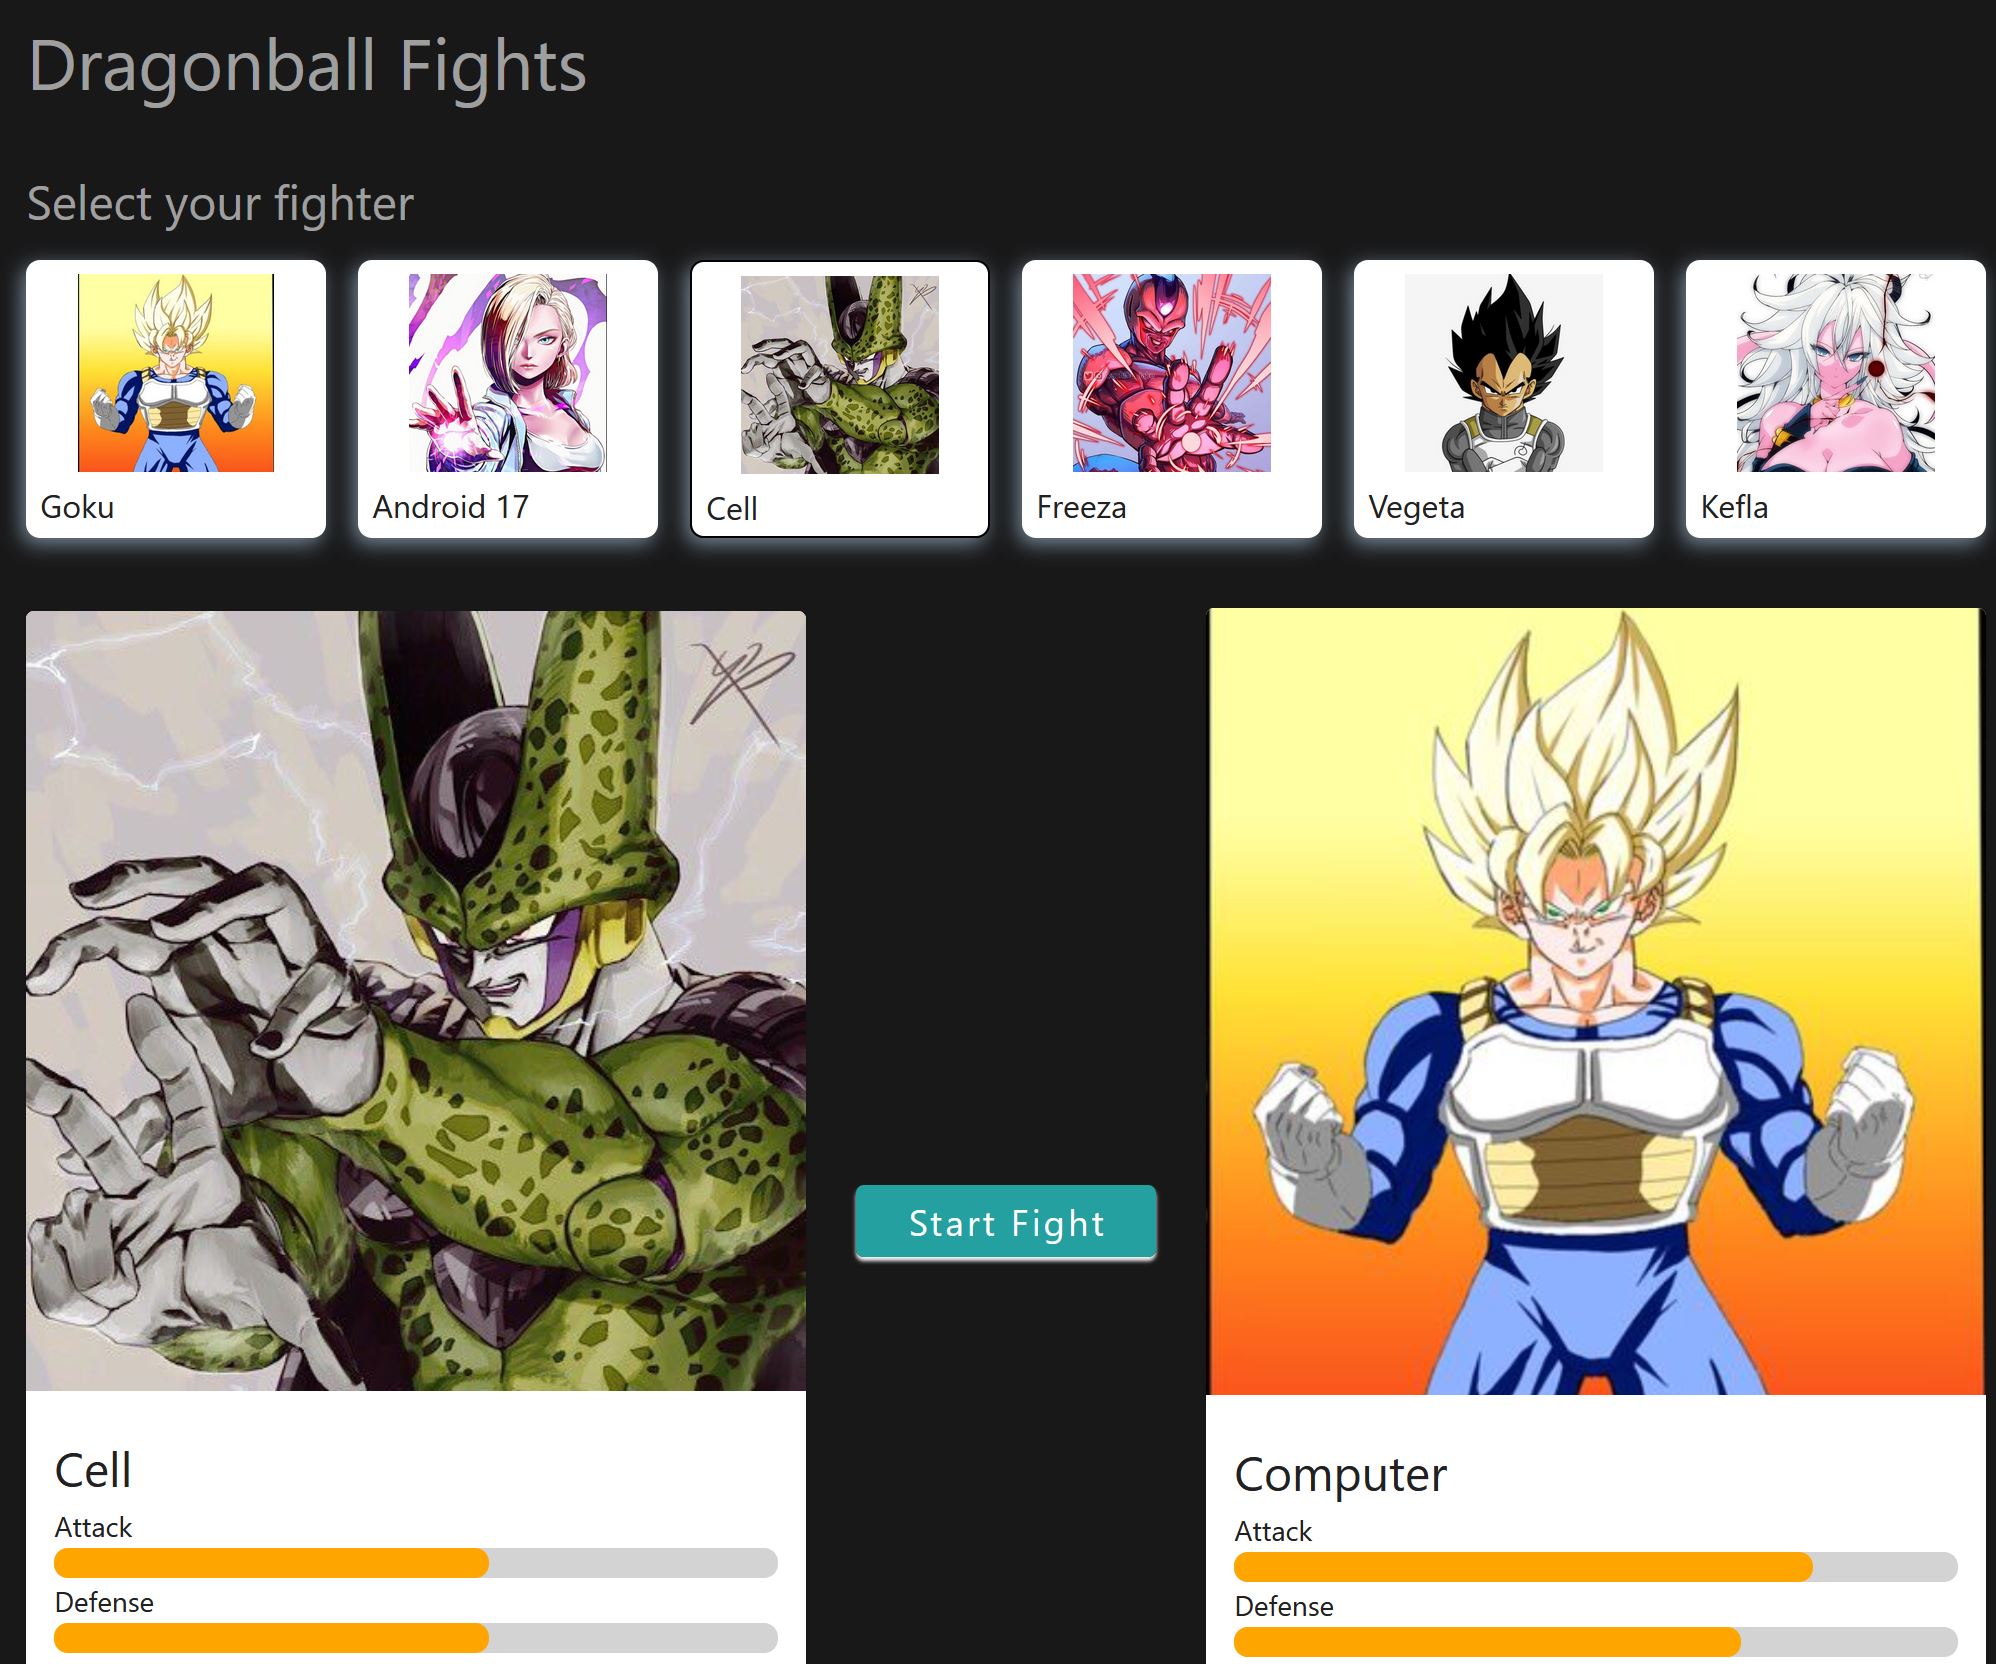 Dragonball Fights
Select your fighter
Goku
Android 17
Cell
Freeza
Vegeta
Kefla
Start Fight
Cell
Attack
Defense
Computer
Attack
Defense